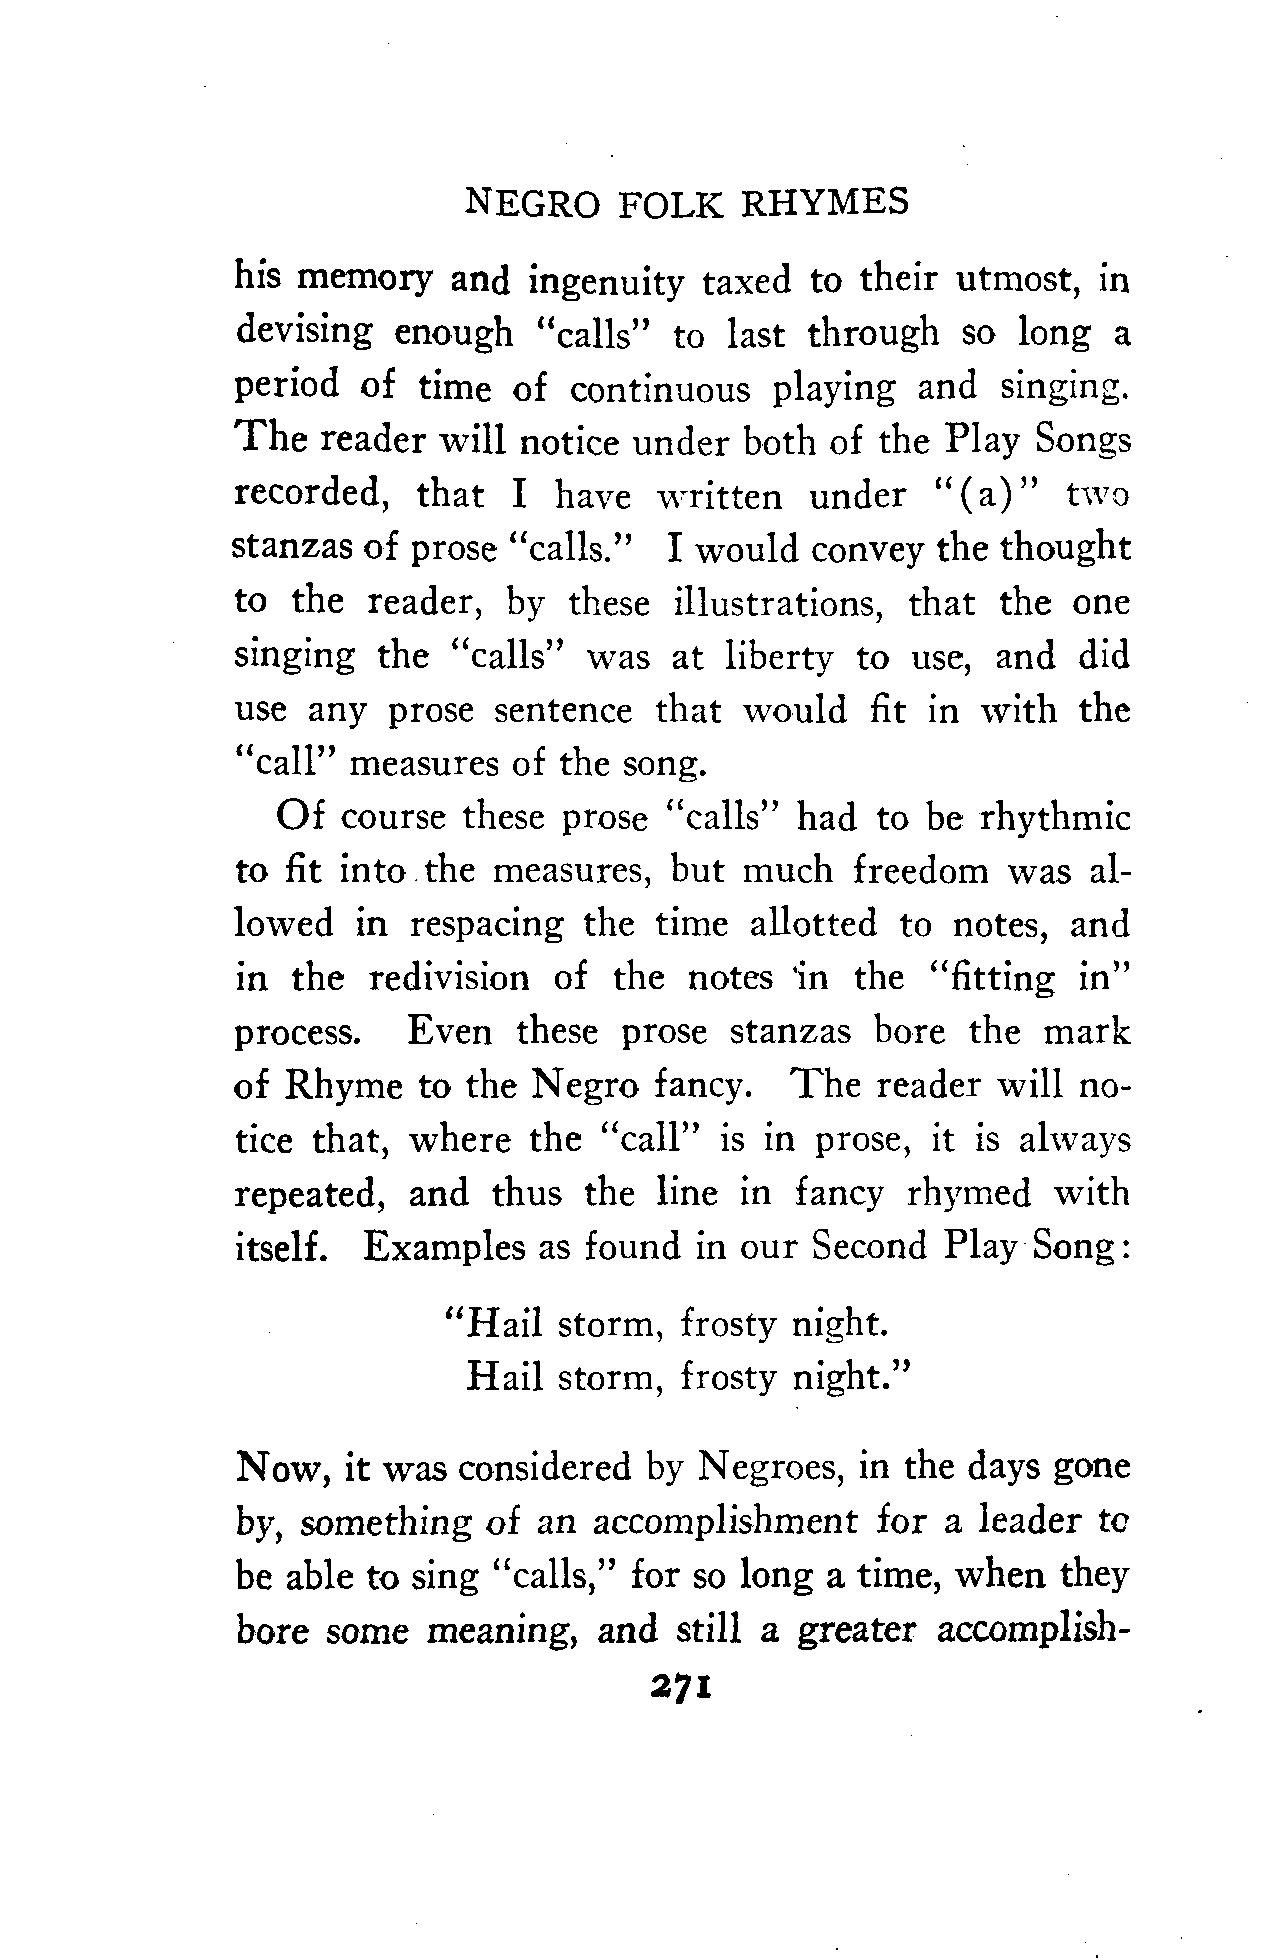 NEGRO FOLK RHYMES
his memory and ingenuity taxed to their utmost, in
devising enough "calls" to last through so long a
period of time of continuous playing and singing.
The reader will notice under both of the Play Songs
recorded, that I have written under "(a)" two
stanzas of prose "calls." I would convey the thought
to the reader, by these illustrations, that the one
singing the "calls" was at liberty to use, and did
use any prose sentence that would fit in with the
"call" measures of the song.
Of course these prose "calls" had to be rhythmic
to fit into the measures, but much freedom was al-
lowed in respacing the time allotted to notes, and
in the redivision of the notes in the "fitting in"
process. Even these prose stanzas bore the mark
of Rhyme to the Negro fancy. The reader will no-
tice that, where the "call" is in prose, it is always
repeated, and thus the line in fancy rhymed with
itself. Examples as found in our Second Play Song:
"Hail storm, frosty night.
Hail storm, frosty night."
Now, it was considered by Negroes, in the days gone
by, something of an accomplishment for a leader to
be able to sing "calls," for so long a time, when they
bore some meaning, and still a greater accomplish-
271